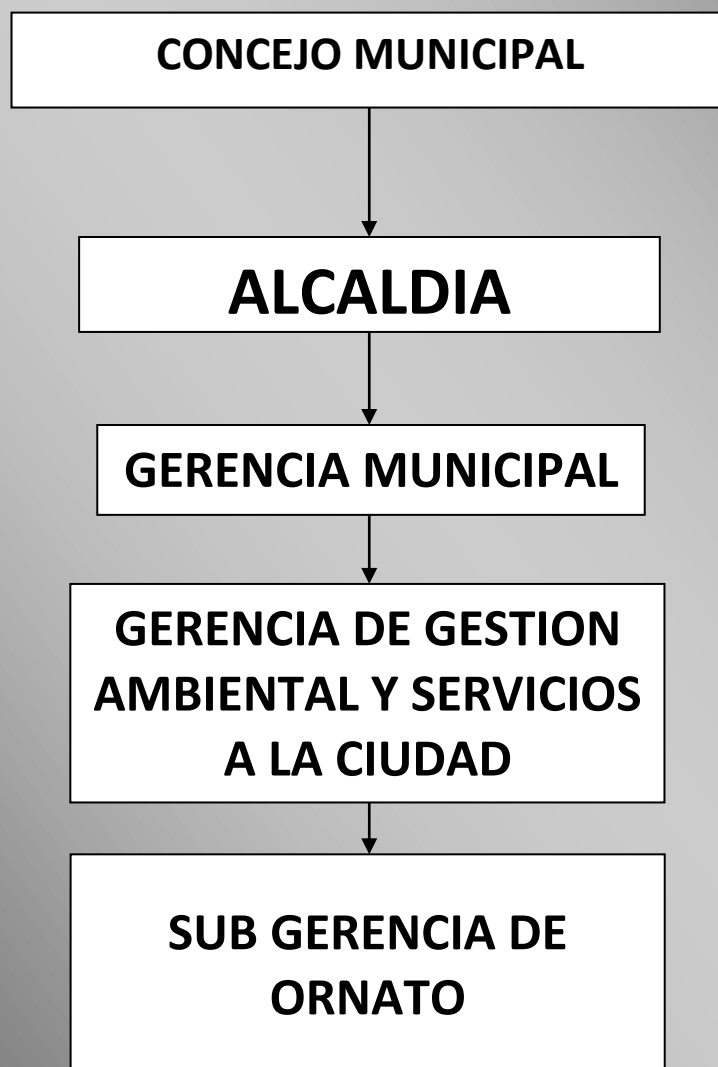 CONCEJO MUNICIPAL
ALCALDIA
GERENCIA MUNICIPAL
GERENCIA DE GESTION
AMBIENTAL Y SERVICIOS
A LA CIUDAD
SUB GERENCIA DE
ORNATO